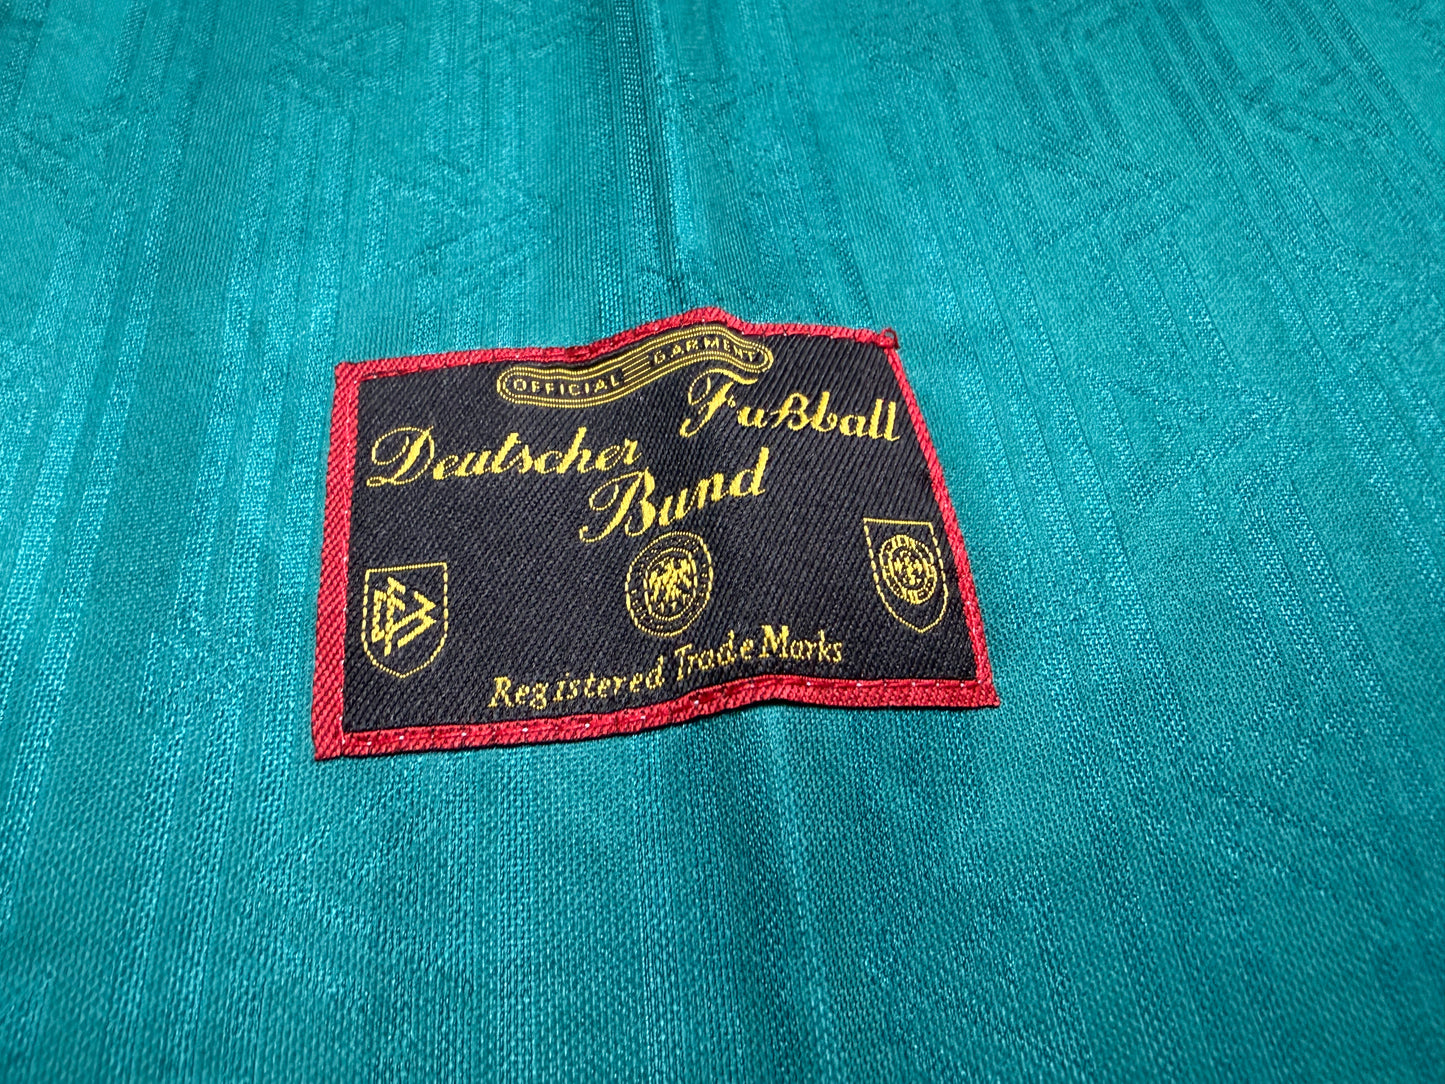 OFFICIAL GARMENT
Deutscher Fußball
Bund
Registered Trade Marks